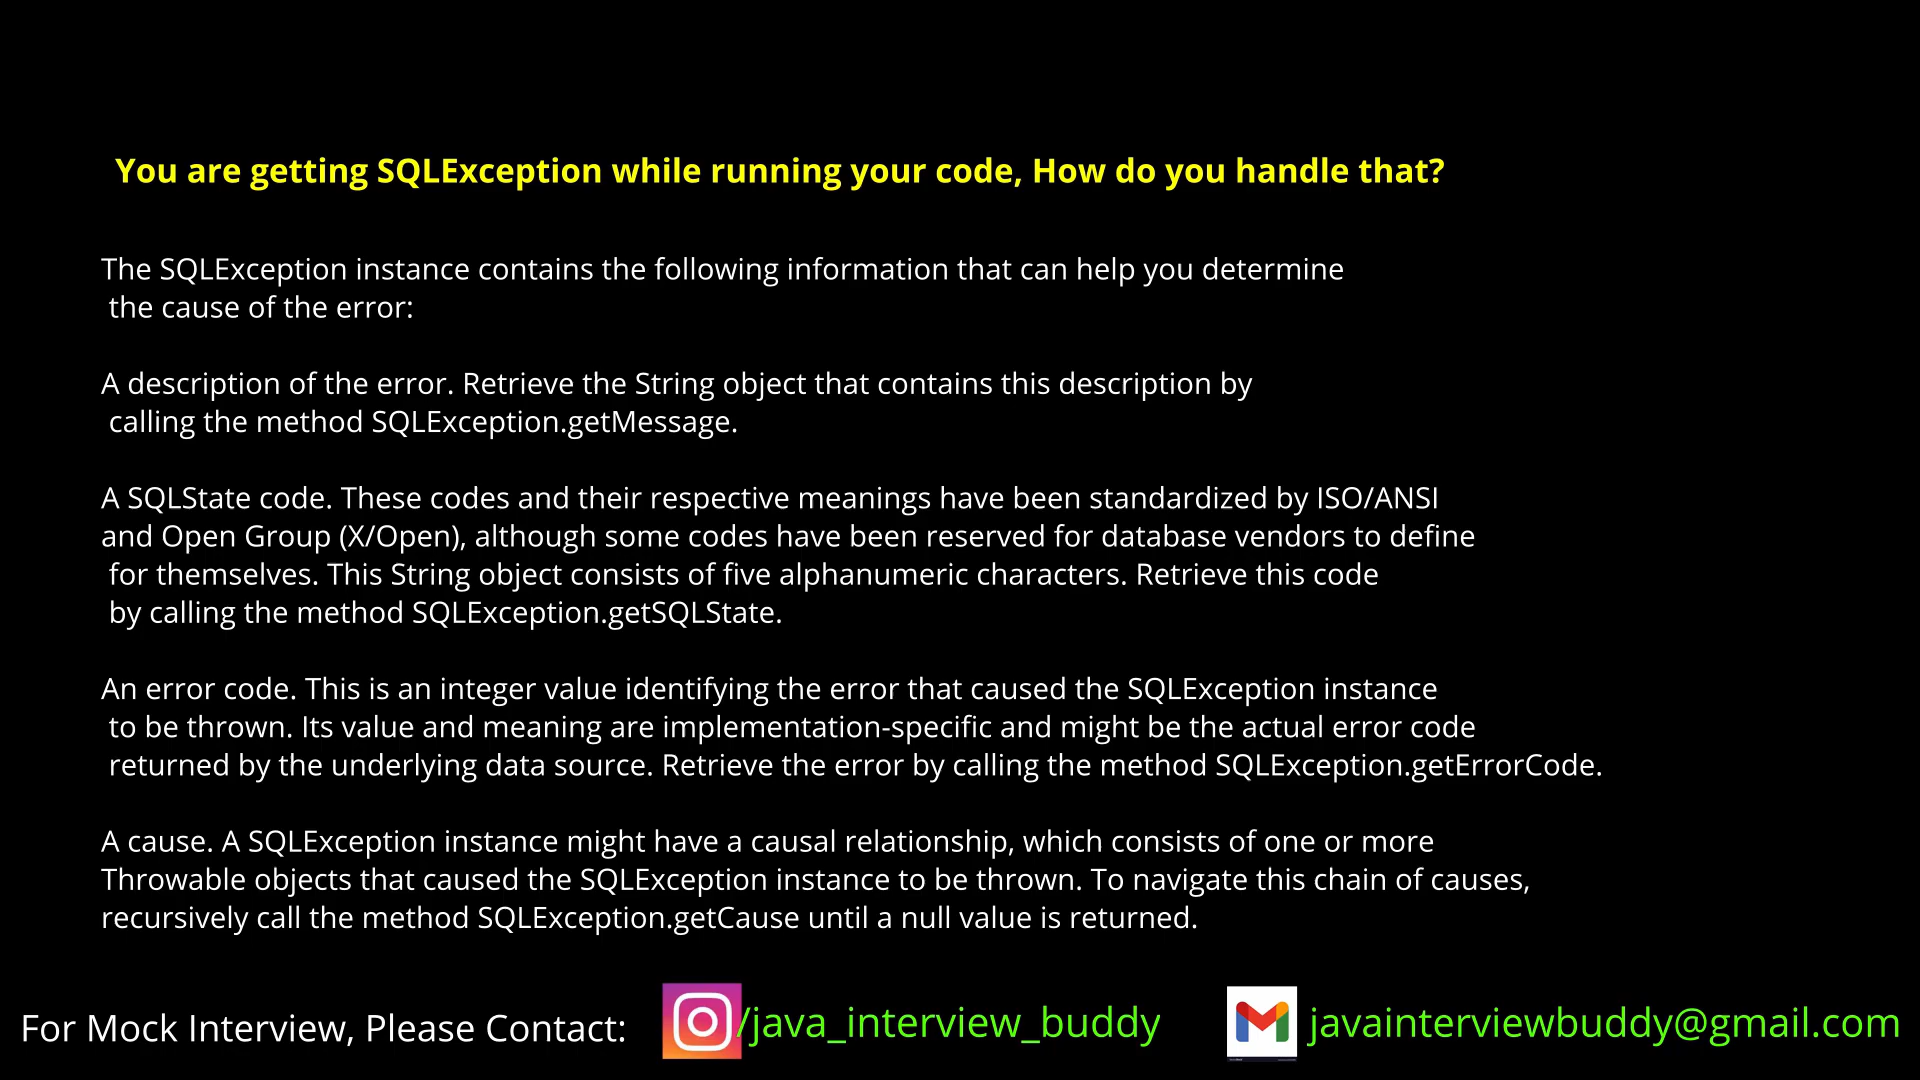 You are getting SQLException while running your code, How do you handle that?
The SQLException instance contains the following information that can help you determine
the cause of the error:
A description of the error. Retrieve the String object that contains this description by
calling the method SQLException.getMessage.
A SQLState code. These codes and their respective meanings have been standardized by ISO/ANSI
and Open Group (X/Open), although some codes have been reserved for database vendors to define
for themselves. This String object consists of five alphanumeric characters. Retrieve this code
by calling the method SQLException.getSQLState.
An error code. This is an integer value identifying the error that caused the SQLException instance
to be thrown. Its value and meaning are implementation-specific and might be the actual error code
returned by the underlying data source. Retrieve the error by calling the method SQLException.getErrorCode.
A cause. A SQLException instance might have a causal relationship, which consists of one or more
Throwable objects that caused the SQLException instance to be thrown. To navigate this chain of causes,
recursively call the method SQLException.getCause until a null value is returned.
For Mock Interview, Please Contact: /java_interview_buddy javainterviewbuddy@gmail.com